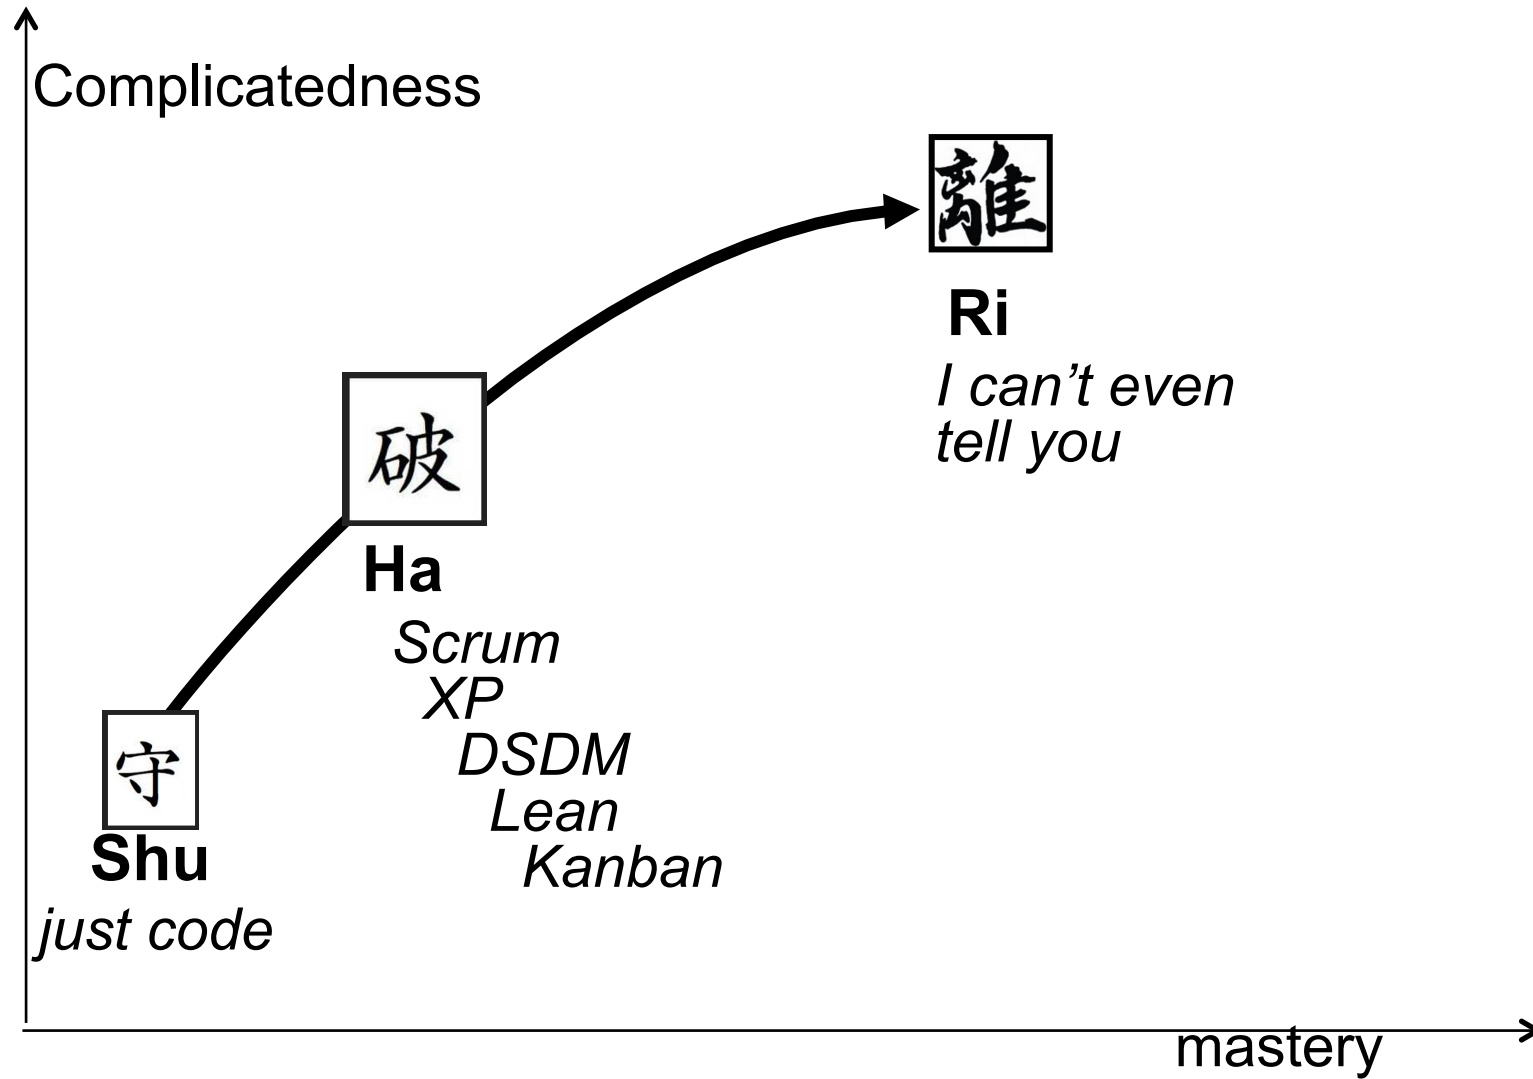 Complicatedness
離
Ri
I can’t even
tell you
破
Ha
Scrum
XP
DSDM
Lean
Kanban
守
Shu
just code
mastery